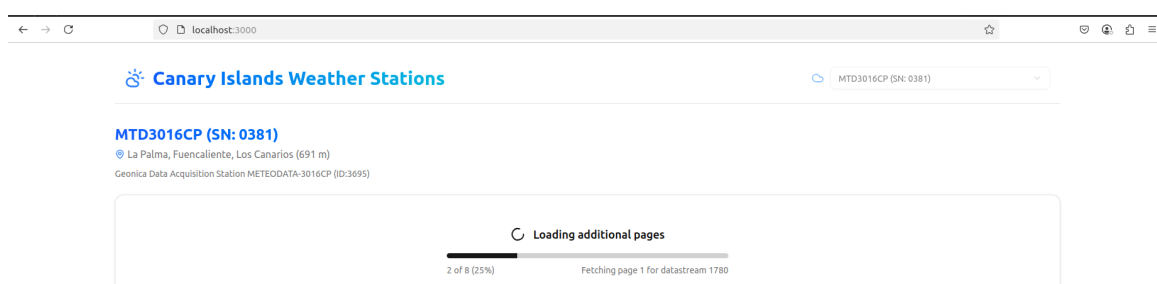 localhost:3000
Canary Islands Weather Stations
MTD3016CP (SN: 0381)
MTD3016CP (SN: 0381)
La Palma, Fuencaliente, Los Canarios (691 m)
Geonica Data Acquisition Station METEODATA-3016CP (ID:3695)
Loading additional pages
2 of 8 (25%) Fetching page 1 for datastream 1780